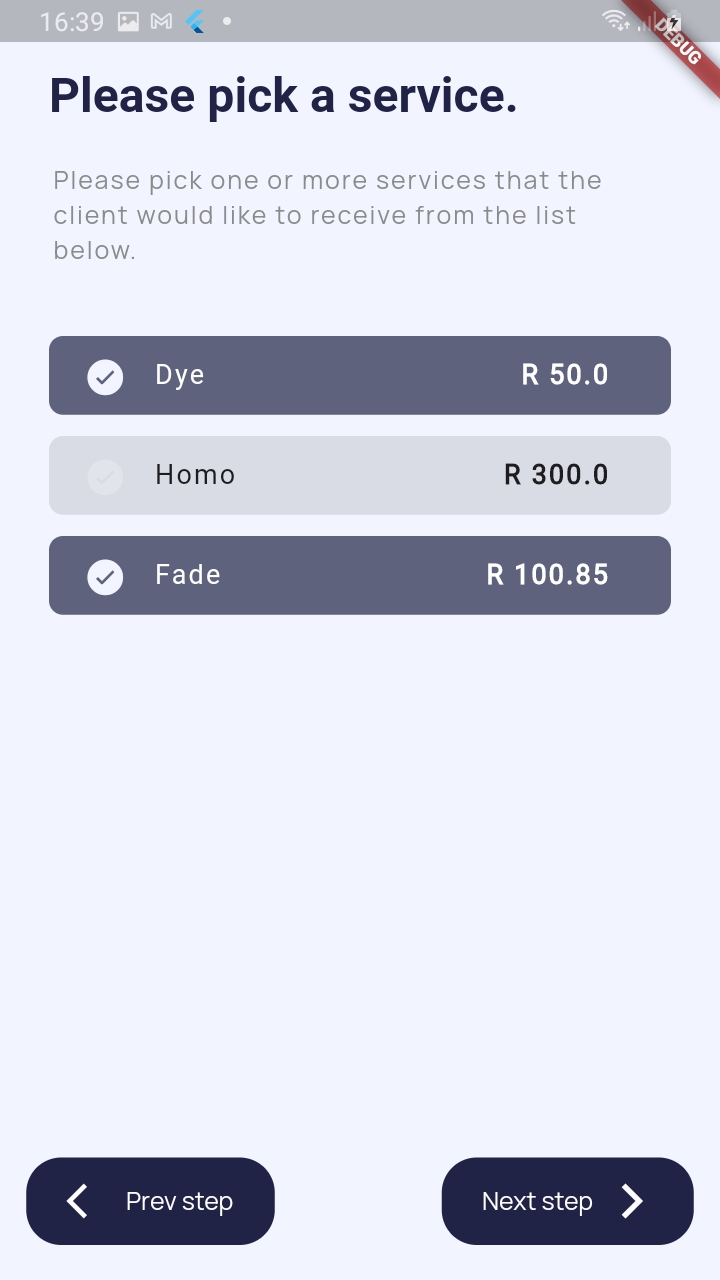 16:39
DEBUG
Please pick a service.
Please pick one or more services that the
client would like to receive from the list
below.
Dye R 50.0
Homo R 300.0
Fade R 100.85
Prev step Next step